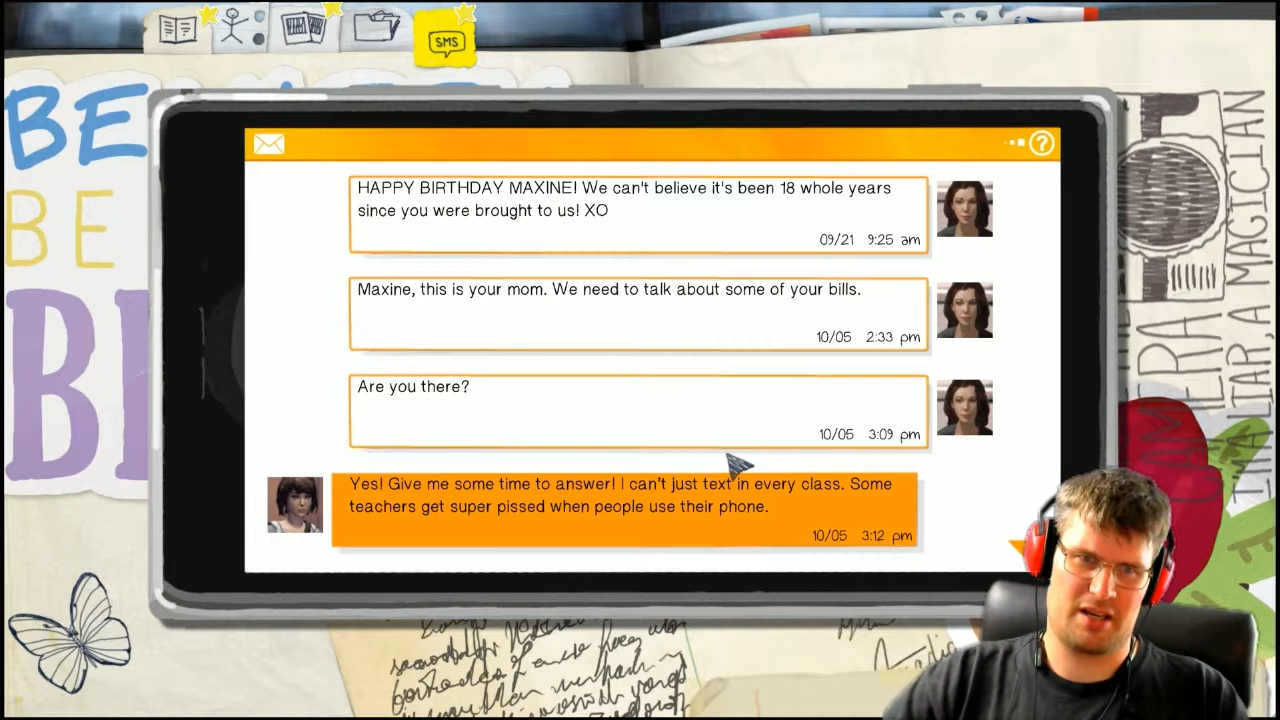 SMS
BE
BE
HAPPY BIRTHDAY MAXINE! We can't believe it's been 18 whole years
since you were brought to us! XO
09/21 9:25 am
Maxine, this is your mom. We need to talk about some of your bills.
10/05 2:33 pm
Are you there?
10/05 3:09 pm
Yes! Give me some time to answer! I can't just text in every class. Some
teachers get super pissed when people use their phone.
10/05 3:12 pm
?
LIAR, A MAGICIAN